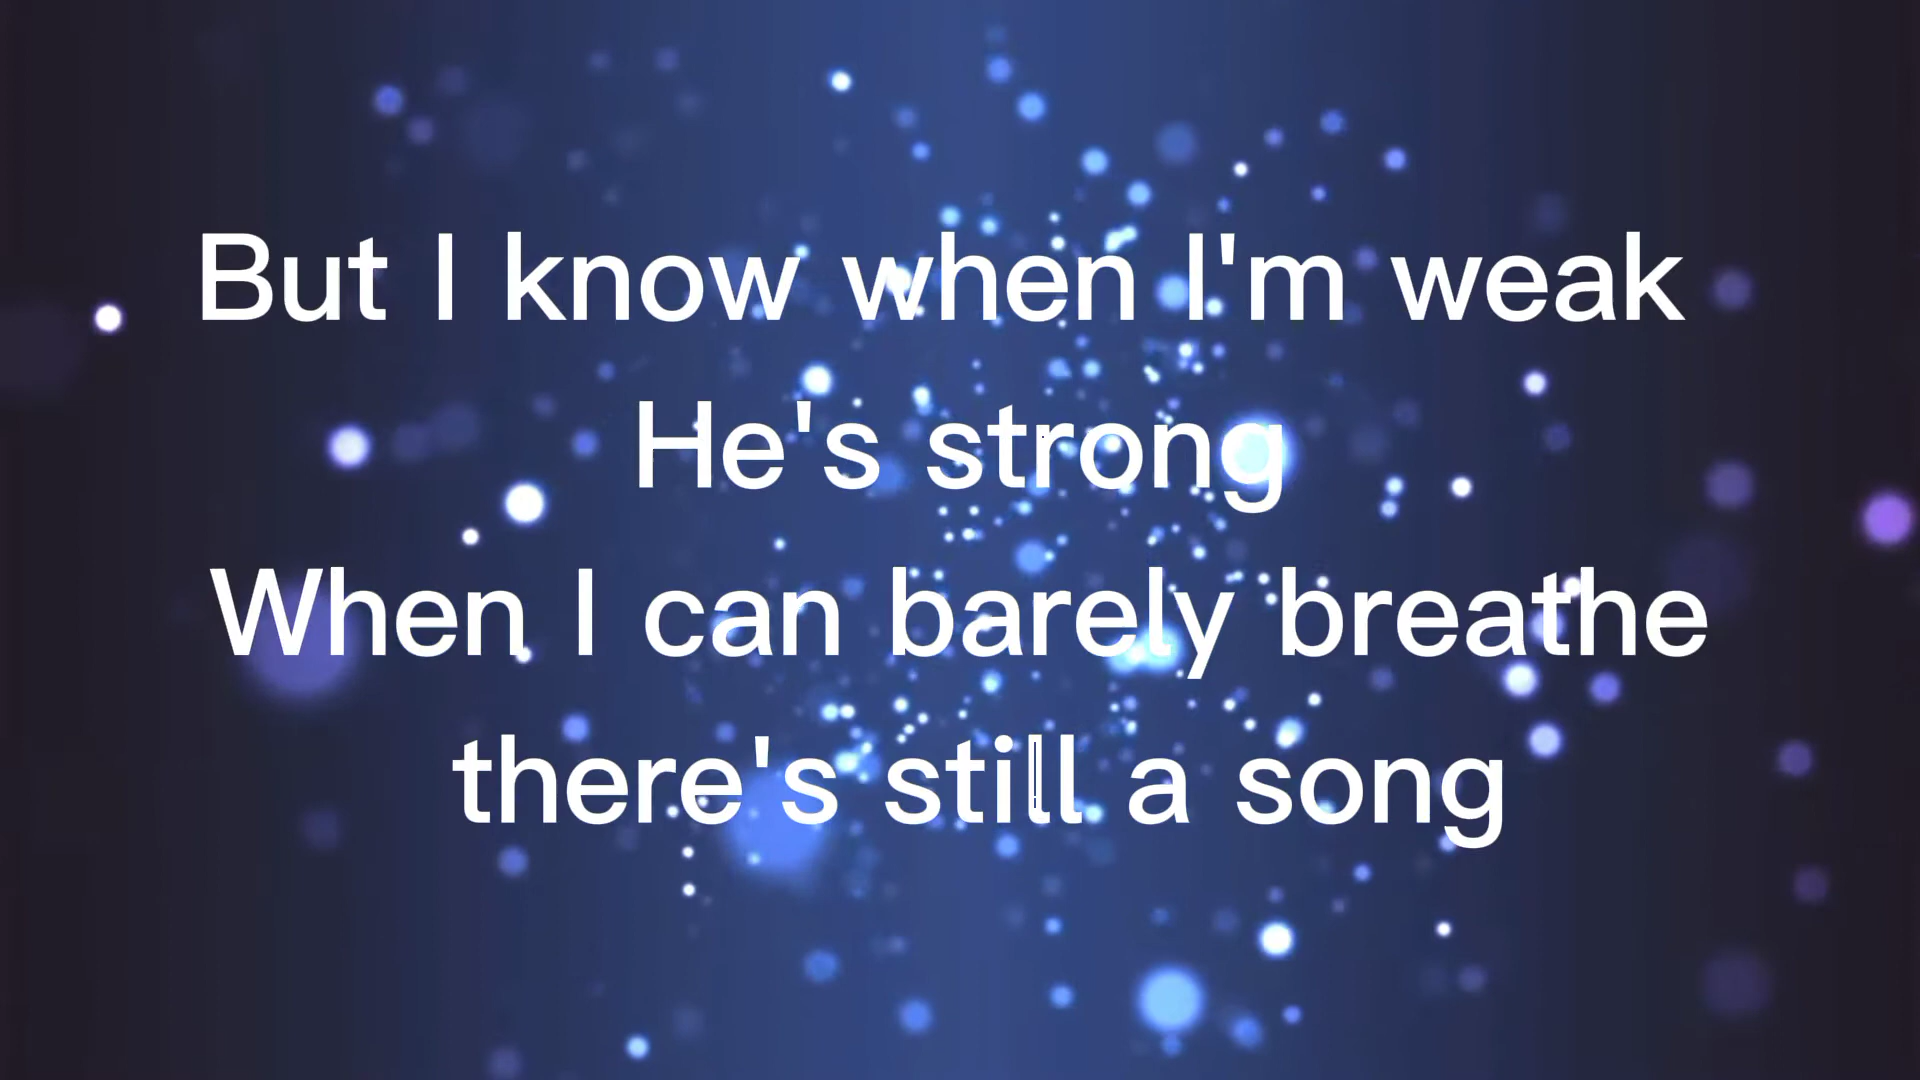 But I know when I'm weak
He's strong
When I can barely breathe
there's still a song